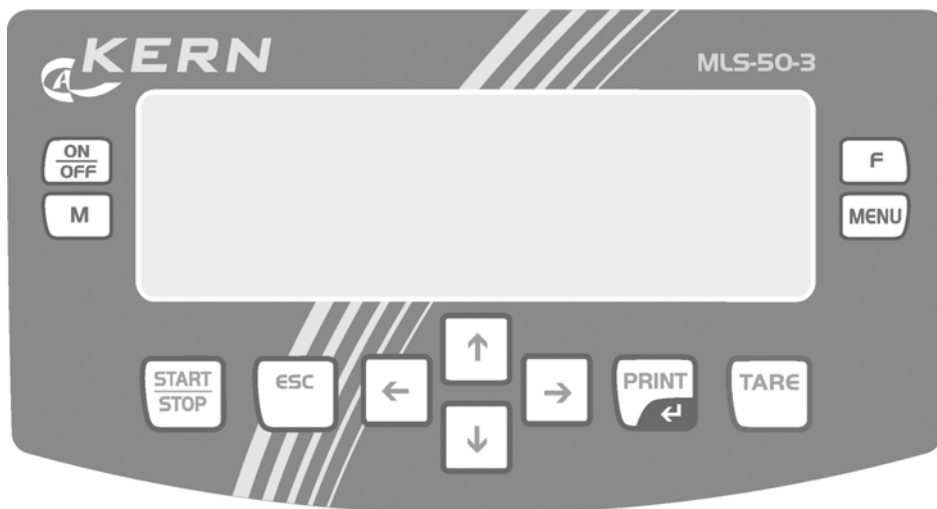 KERN
A
MLS-50-3
ON
OFF
F
M
MENU
START
STOP
ESC
←
↑
↓
→
PRINT
↵
TARE